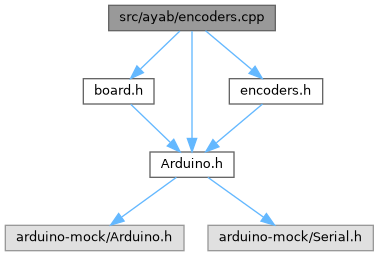 src/ayab/encoders.cpp
board.h
encoders.h
Arduino.h
arduino-mock/Arduino.h
arduino-mock/Serial.h